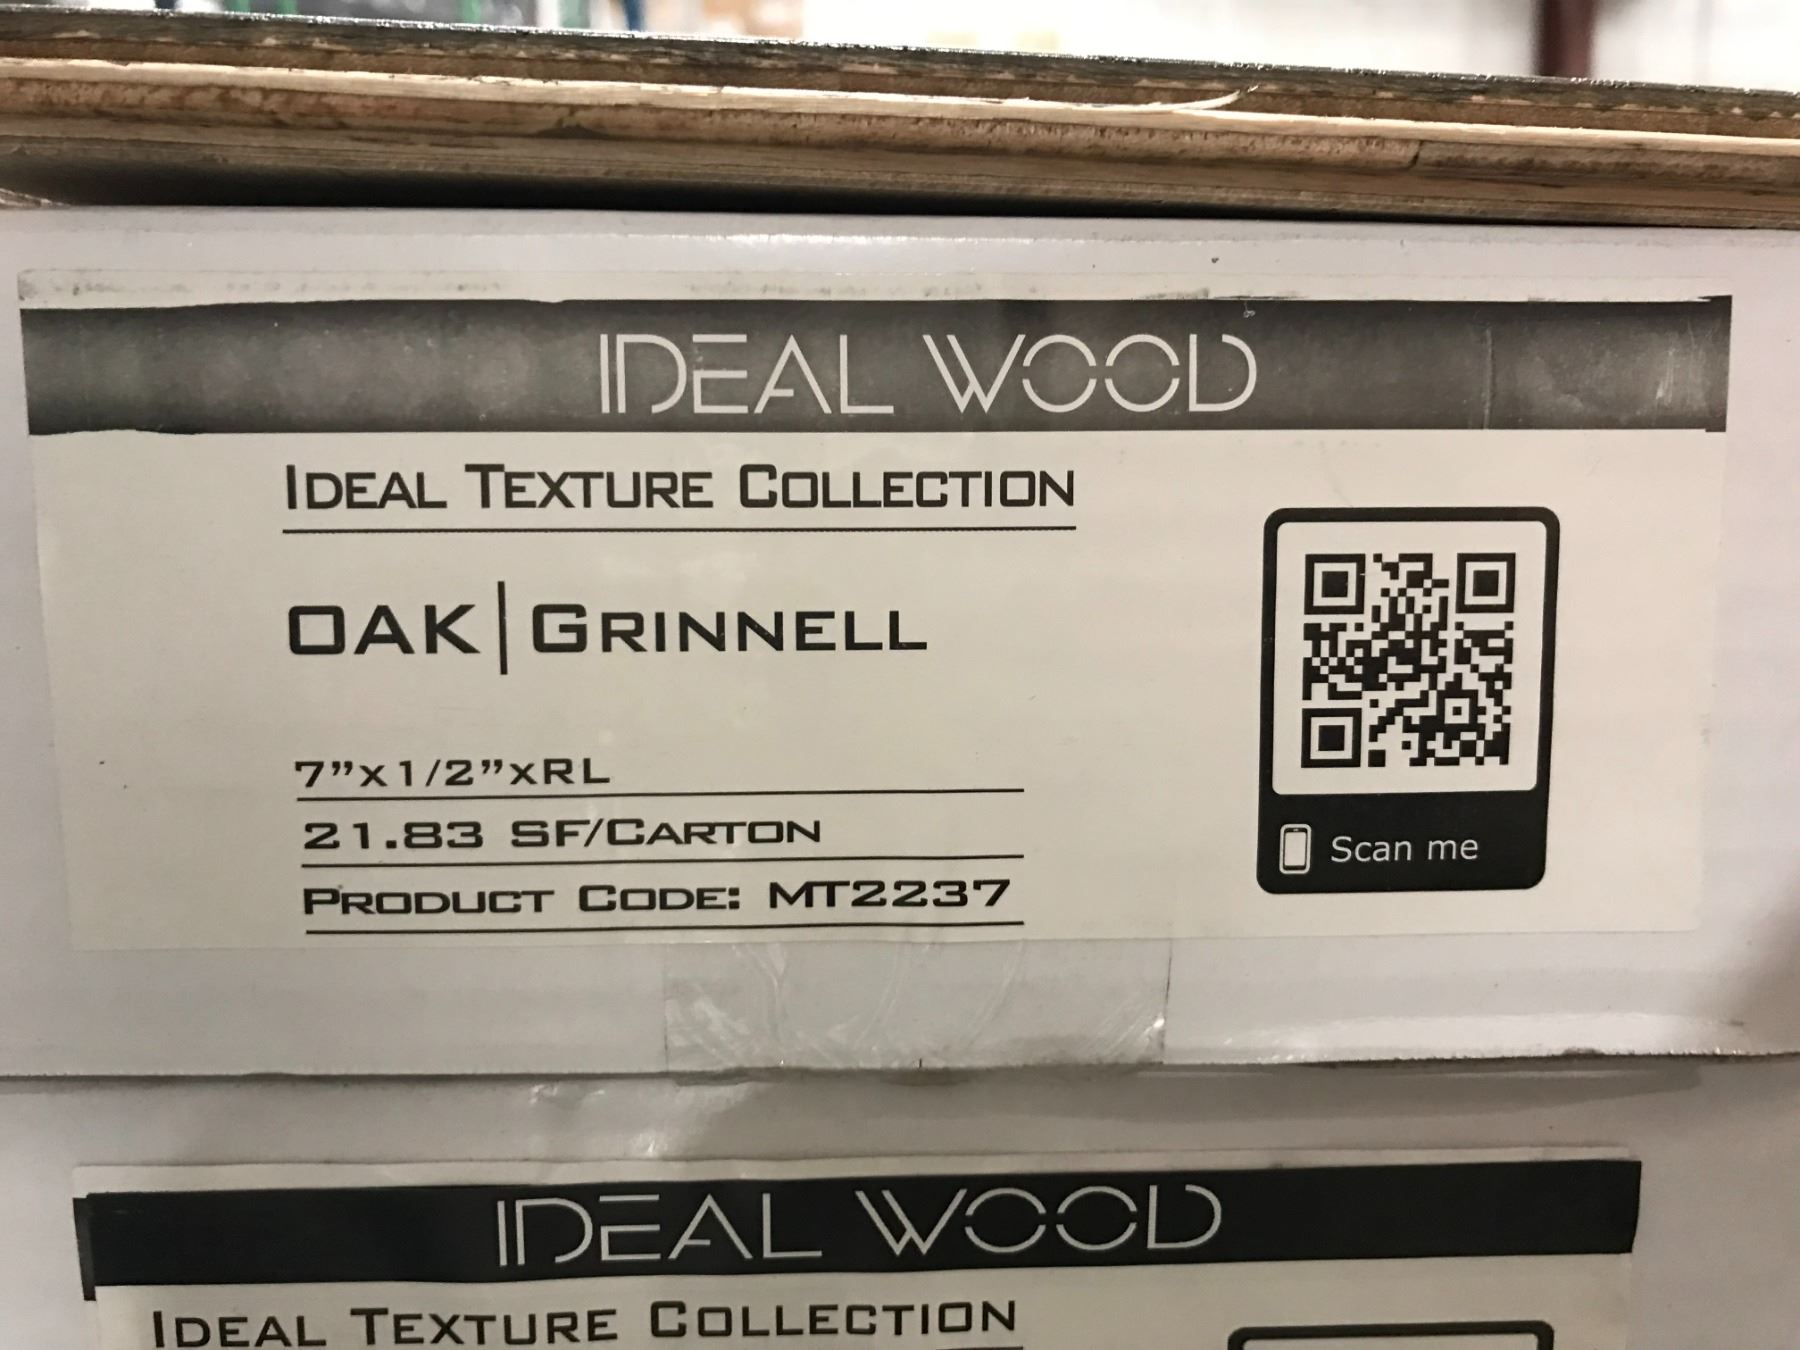 IDEAL WOOD
IDEAL TEXTURE COLLECTION
OAK | GRINNELL
7”x1/2”xRL
21.83 SF/CARTON
PRODUCT CODE: MT2237
Scan me
IDEAL WOOD
IDEAL TEXTURE COLLECTION